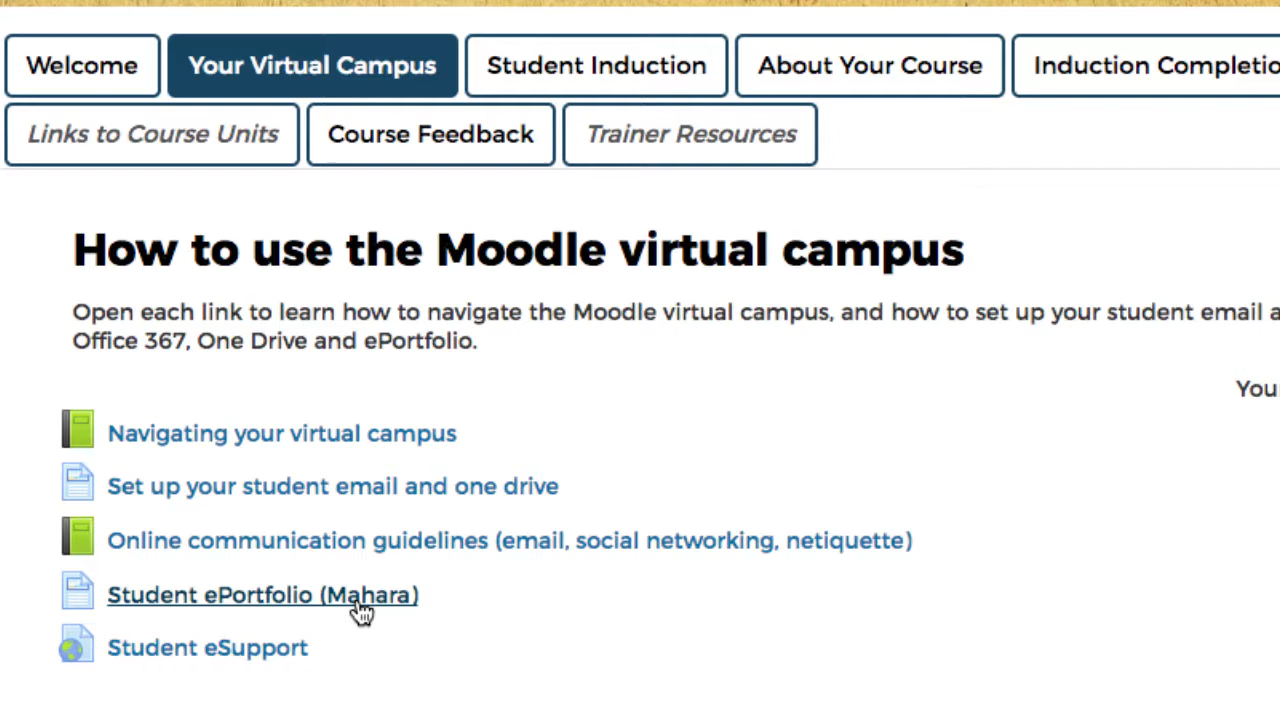 Welcome
Your Virtual Campus
Student Induction
About Your Course
Induction Completio
Links to Course Units
Course Feedback
Trainer Resources
How to use the Moodle virtual campus
Open each link to learn how to navigate the Moodle virtual campus, and how to set up your student email a
Office 367, One Drive and ePortfolio.
You
Navigating your virtual campus
Set up your student email and one drive
Online communication guidelines (email, social networking, netiquette)
Student ePortfolio (Mahara)
Student eSupport